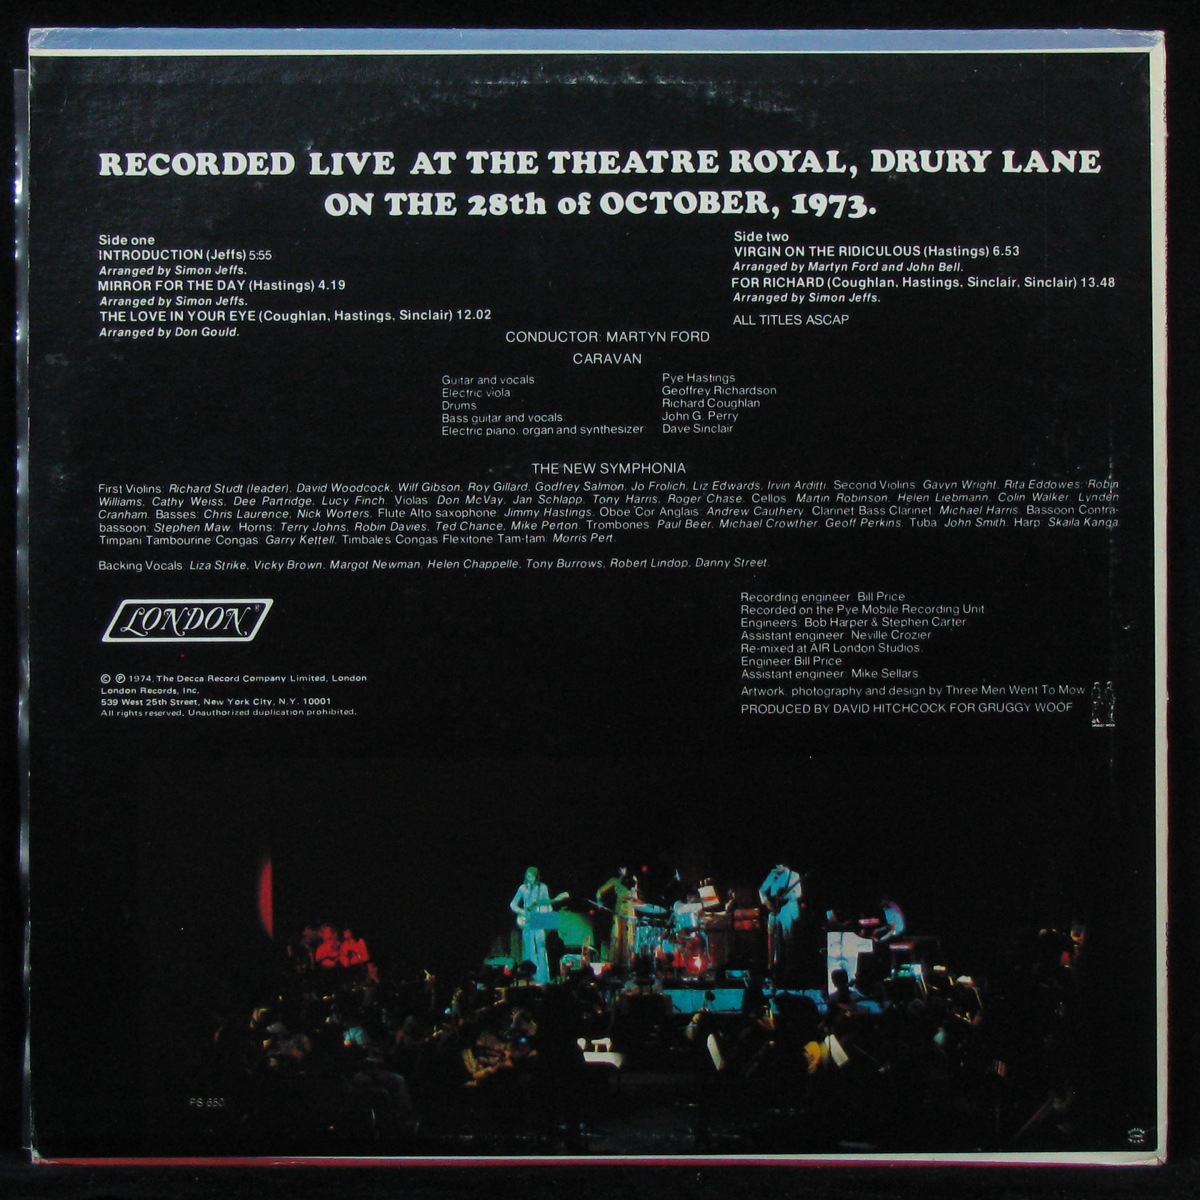 RECORDED LIVE AT THE THEATRE ROYAL, DRURY LANE
ON THE 28th of OCTOBER, 1973.
Side one
INTRODUCTION (Jeffs) 5:55
Arranged by Simon Jeffs.
MIRROR FOR THE DAY (Hastings) 4.19
Arranged by Simon Jeffs.
THE LOVE IN YOUR EYE (Coughlan, Hastings, Sinclair) 12.02
Arranged by Don Gould.
Side two
VIRGIN ON THE RIDICULOUS (Hastings) 6.53
Arranged by Martyn Ford and John Bell.
FOR RICHARD (Coughlan, Hastings, Sinclair, Sinclair) 13.48
Arranged by Simon Jeffs.
ALL TITLES ASCAP
CONDUCTOR: MARTYN FORD
CARAVAN
Guitar and vocals Pye Hastings
Electric viola Geoffrey Richardson
Drums Richard Coughlan
Bass guitar and vocals: John G. Perry
Electric piano, organ and synthesizer: Dave Sinclair
THE NEW SYMPHONIA
First Violins: Richard Studt (leader), David Woodcock, Wilf Gibson, Roy Gillard, Godfrey Salmon, Jo Frolich, Liz Edwards, Irvin Arditti. Second Violins: Gavyn Wright, Rita Eddowes, Robin
Williams, Cathy Weiss, Dee Partridge, Lucy Finch. Violas: Don McVay, Jan Schlapp, Tony Harris, Roger Chase. Cellos: Martin Robinson, Helen Liebmann, Colin Walker, Lynden
Cranham. Basses: Chris Laurence, Nick Worters. Flute Alto saxophone: Jimmy Hastings. Oboe Cor Anglais: Andrew Cauthery. Clarinet Bass Clarinet: Michael Harris. Bassoon Contra-
bassoon: Stephen Maw. Horns: Terry Johns, Robin Davies, Ted Chance, Mike Perton. Trombones: Paul Beer, Michael Crowther, Geoff Perkins. Tuba: John Smith. Harp: Skaila Kanga.
Timpani Tambourine Congas: Garry Kettell. Timbales Congas Flexitone Tam-tam: Morris Pert.
Backing Vocals: Liza Strike, Vicky Brown, Margot Newman, Helen Chappelle, Tony Burrows, Robert Lindop, Danny Street.
LONDON®
© ℗ 1974, The Decca Record Company Limited, London
London Records, Inc.
539 West 25th Street, New York City, N.Y. 10001
All rights reserved. Unauthorized duplication prohibited.
Recording engineer: Bill Price
Recorded on the Pye Mobile Recording Unit
Engineers: Bob Harper & Stephen Carter
Assistant engineer: Neville Crozier
Re-mixed at AIR London Studios.
Engineer Bill Price.
Assistant engineer: Mike Sellars
Artwork, photography and design by Three Men Went To Mow
PRODUCED BY DAVID HITCHCOCK FOR GRUGGY WOOF
PS 650